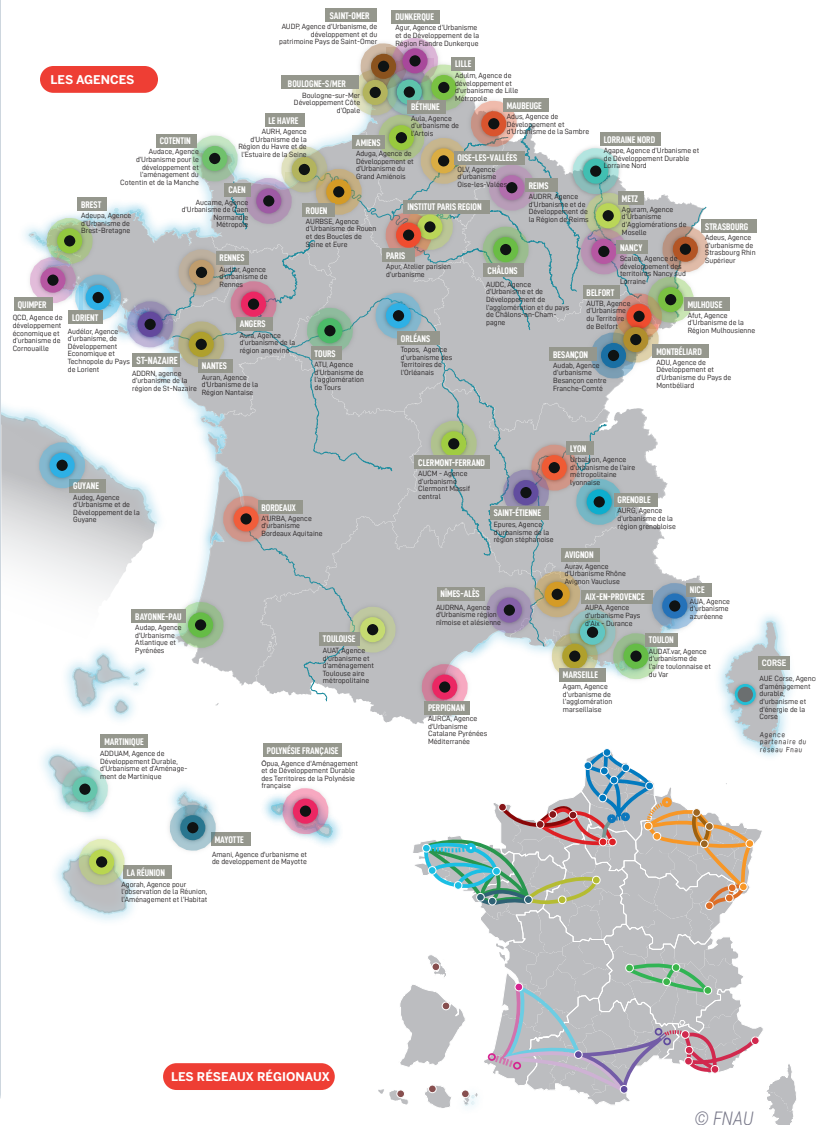 SAINT-OMER
AUDP, Agence d'Urbanisme, de
développement et du
patrimoine Pays de Saint-Omer
DUNKERQUE
Agur, Agence d'Urbanisme
et de Développement de la
Région Flandre Dunkerque
LES AGENCES
LILLE
Adulm, Agence de
développement et
d'urbanisme de Lille
Métropole
BOULOGNE-S/MER
Boulogne-sur-Mer
Développement Côte
d'Opale
BÉTHUNE
Aula, Agence
d'urbanisme de
l'Artois
MAUBEUGE
Adus, Agence de
Développement et
d'Urbanisme de la Sambre
LE HAVRE
AURH, Agence
d'Urbanisme de la
Région du Havre et de
l'Estuaire de la Seine
COTENTIN
Audace, Agence
d'Urbanisme pour le
développement et
l'aménagement du
Cotentin et de la Manche
AMIENS
Aduga, Agence de
Développement et
d'Urbanisme du
Grand Amiénois
OISE-LES-VALLÉES
OLV, Agence
d'urbanisme
Oise-les-Vallées
LORRAINE NORD
Agape, Agence d'Urbanisme et
de Développement Durable
Lorraine Nord
CAEN
Aucame, Agence
d'Urbanisme de Caen
Normandie
Métropole
ROUEN
AURBSE, Agence
d'Urbanisme de Rouen
et des Boucles de
Seine et Eure
INSTITUT PARIS REGION
REIMS
AUDRR, Agence
d'Urbanisme et de
Développement de
la Région de Reims
METZ
Aguram, Agence
d'Urbanisme
d'Agglomérations de
Moselle
BREST
Adeupa, Agence
d'Urbanisme de
Brest-Bretagne
STRASBOURG
Adeus, Agence
d'urbanisme de
Strasbourg Rhin
Supérieur
PARIS
Apur, Atelier parisien
d'urbanisme
NANCY
Scalen, Agence de
développement des
territoires Nancy sud
Lorraine
RENNES
Audiar, Agence
d'urbanisme de
Rennes
CHÂLONS
AUDC, Agence
d'Urbanisme et de
Développement de
l'agglomération et du pays
de Châlons-en-Cham-
pagne
BELFORT
AUTB, Agence
d'Urbanisme
du Territoire
de Belfort
MULHOUSE
Afut, Agence
d'Urbanisme de la
Région Mulhousienne
QUIMPER
QCD, Agence de
développement
économique et
d'urbanisme de
Cornouaille
LORIENT
Audélor, Agence
d'urbanisme, de
Développement
Economique et
Technopole du Pays
de Lorient
ANGERS
Aura, Agence
d'Urbanisme de la
région angevine
ST-NAZAIRE
ADDRN, agence
d'urbanisme de la
région de St-Nazaire
NANTES
Auran, Agence
d'Urbanisme de la
Région Nantaise
TOURS
ATU, Agence
d'Urbanisme de
l'agglomération
de Tours
ORLÉANS
Topos, Agence
d'urbanisme des
Territoires de
l'Orléanais
BESANÇON
Audab, Agence
d'urbanisme
Besançon centre
Franche-Comté
MONTBÉLIARD
ADU, Agence de
Développement et
d'Urbanisme du Pays de
Montbéliard
GUYANE
Audeg, Agence
d'Urbanisme et de
Développement de la
Guyane
CLERMONT-FERRAND
AUCM - Agence
d'urbanisme
Clermont Massif
central
LYON
UrbaLyon, Agence
d'urbanisme de l'aire
métropolitaine
lyonnaise
BORDEAUX
A'URBA, Agence
d'urbanisme
Bordeaux Aquitaine
SAINT-ÉTIENNE
Epures, Agence
d'urbanisme de la
région stéphanoise
GRENOBLE
AURG, Agence
d'urbanisme de la
région grenobloise
AVIGNON
Aurav, Agence
d'Urbanisme Rhône
Avignon Vaucluse
BAYONNE-PAU
Audap, Agence
d'Urbanisme
Atlantique et
Pyrénées
NÎMES-ALÈS
AUDRNA, Agence
d'Urbanisme région
nîmoise et alésienne
AIX-EN-PROVENCE
AUPA, Agence
d'urbanisme Pays
d'Aix - Durance
NICE
AUA, Agence
d'urbanisme
azuréenne
TOULOUSE
AUAT, Agence
d'urbanisme et
d'aménagement
Toulouse aire
métropolitaine
TOULON
AUDAT.var, Agence
d'urbanisme de
l'aire toulonnaise et
du Var
MARSEILLE
Agam, Agence
d'urbanisme de
l'agglomération
marseillaise
CORSE
AUE Corse, Agence
d'aménagement
durable,
d'urbanisme et
d'énergie de la
Corse
Agence
partenaire du
réseau Fnau
PERPIGNAN
AURCA, Agence
d'Urbanisme
Catalane Pyrénées
Méditerranée
MARTINIQUE
ADDUAM, Agence de
Développement Durable,
d'Urbanisme et d'Aménage-
ment de Martinique
POLYNÉSIE FRANÇAISE
Ōpua, Agence d'Aménagement
et de Développement Durable
des Territoires de la Polynésie
française
MAYOTTE
Amani, Agence d'urbanisme et
de développement de Mayotte
LA RÉUNION
Agorah, Agence pour
l'observation de la Réunion,
l'Aménagement et l'Habitat
LES RÉSEAUX RÉGIONAUX
© FNAU